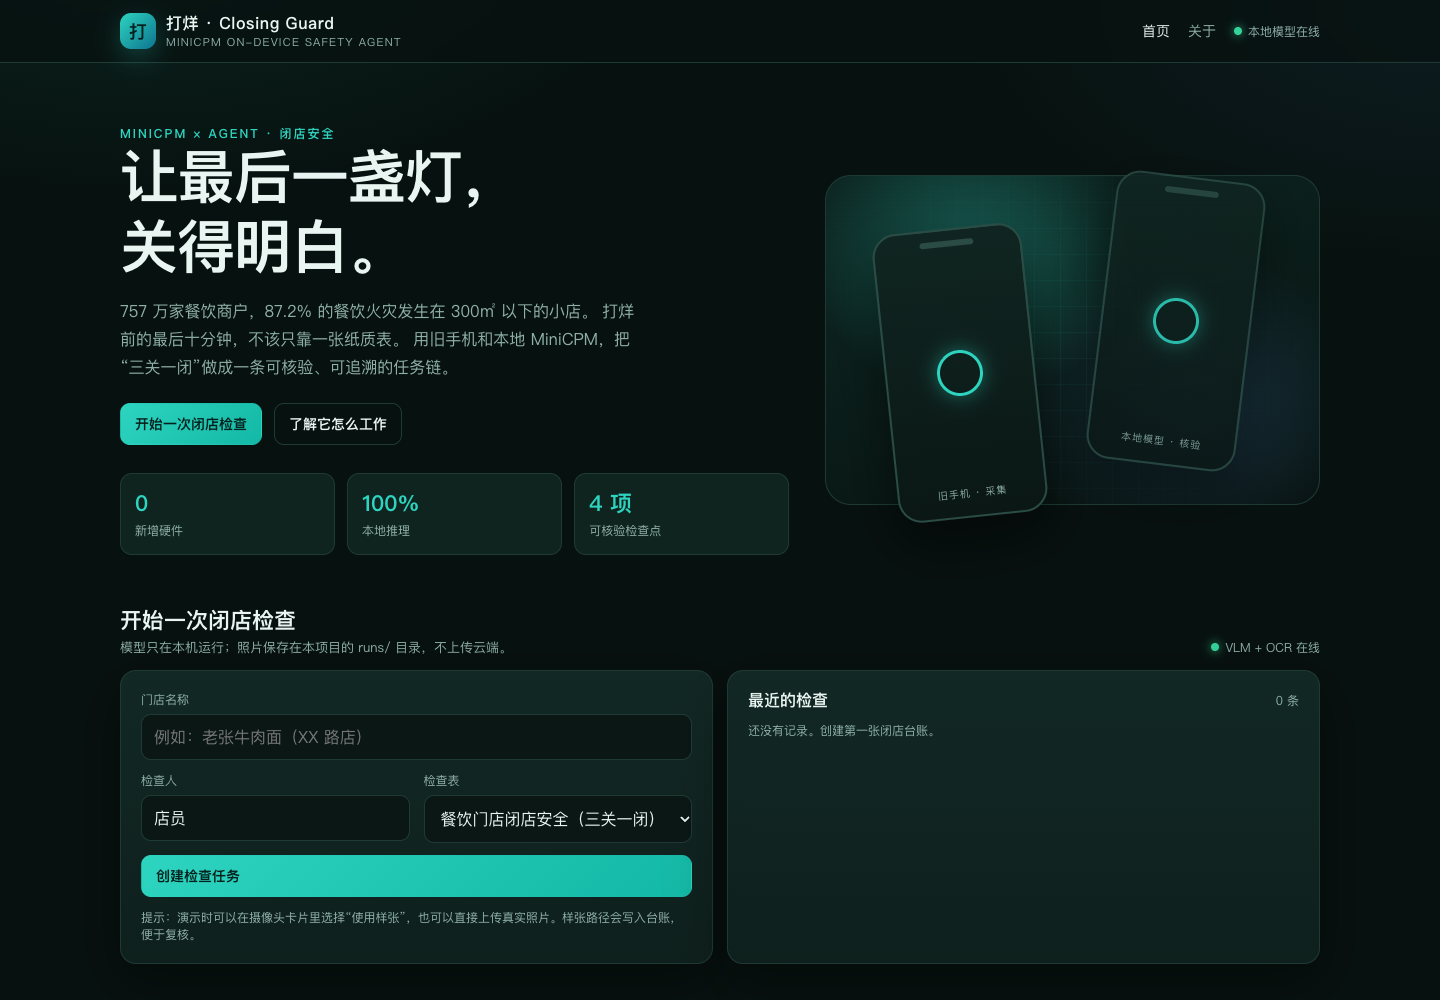 打
打烊 · Closing Guard
MINICPM ON-DEVICE SAFETY AGENT
首页
关于
本地模型在线
MINICPM × AGENT · 闭店安全
让最后一盏灯，
关得明白。
757 万家餐饮商户，87.2% 的餐饮火灾发生在 300㎡ 以下的小店。 打烊
前的最后十分钟，不该只靠一张纸质表。 用旧手机和本地 MiniCPM，把
“三关一闭”做成一条可核验、可追溯的任务链。
开始一次闭店检查
了解它怎么工作
0
新增硬件
100%
本地推理
4 项
可核验检查点
旧手机 · 采集
本地模型 · 核验
开始一次闭店检查
模型只在本机运行；照片保存在本项目的 runs/ 目录，不上传云端。
VLM + OCR 在线
门店名称
例如：老张牛肉面（XX 路店）
检查人
检查表
店员
餐饮门店闭店安全（三关一闭）
创建检查任务
提示：演示时可以在摄像头卡片里选择“使用样张”，也可以直接上传真实照片。样张路径会写入台账，
便于复核。
最近的检查
0 条
还没有记录。创建第一张闭店台账。